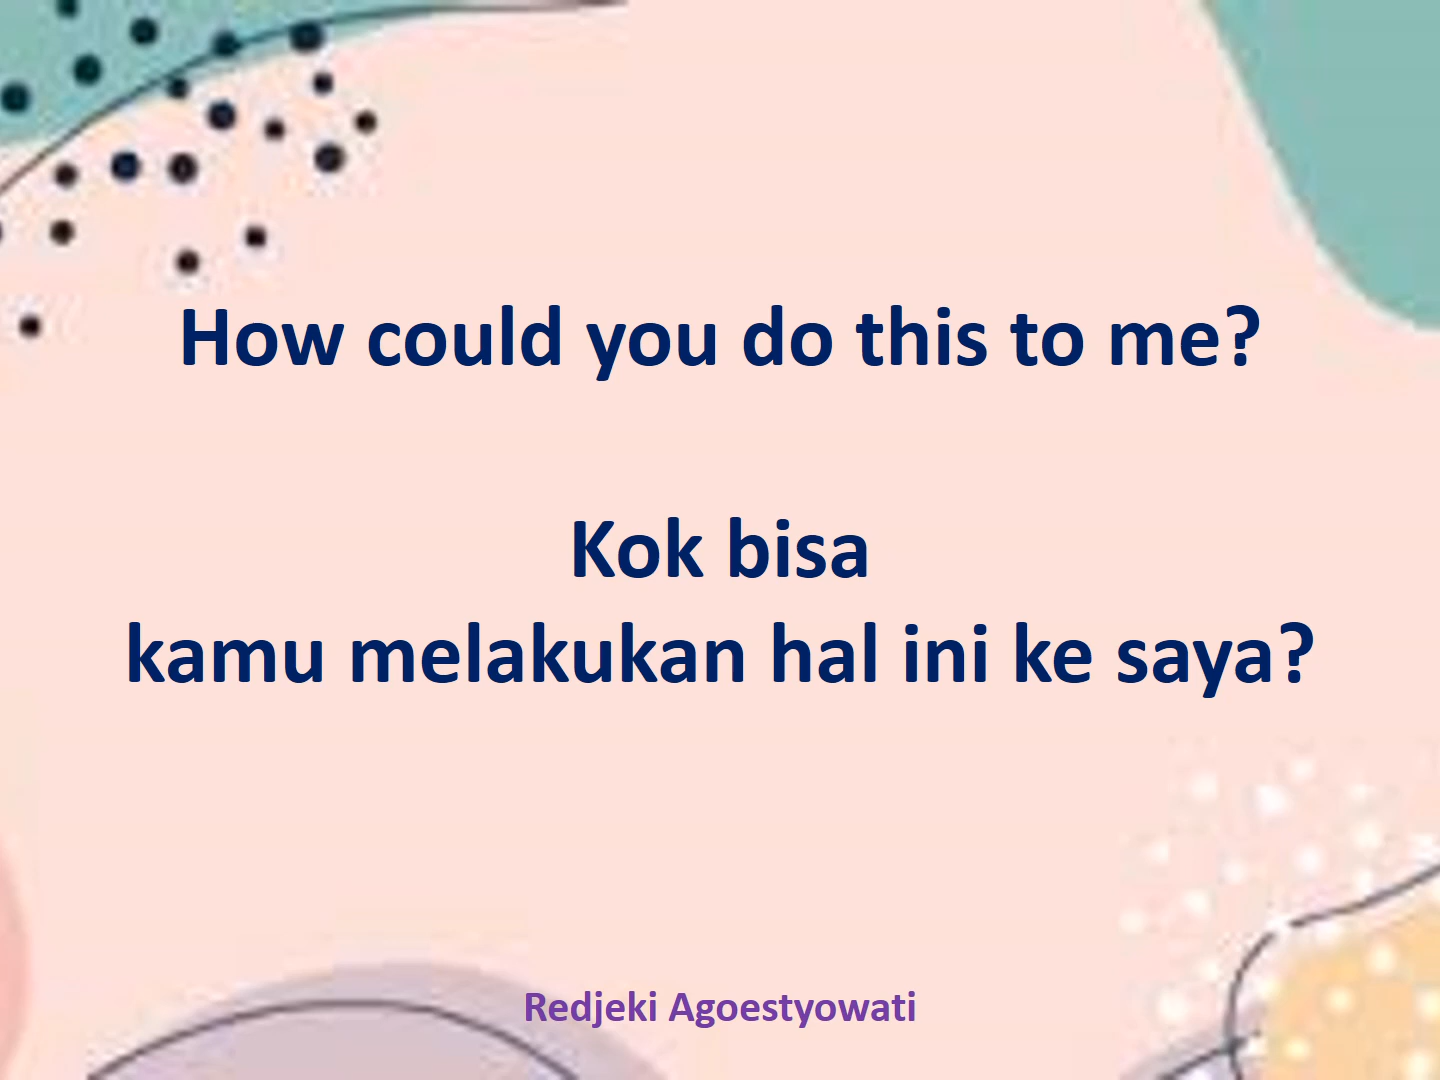 How could you do this to me?
Kok bisa
kamu melakukan hal ini ke saya?
Redjeki Agoestyowati